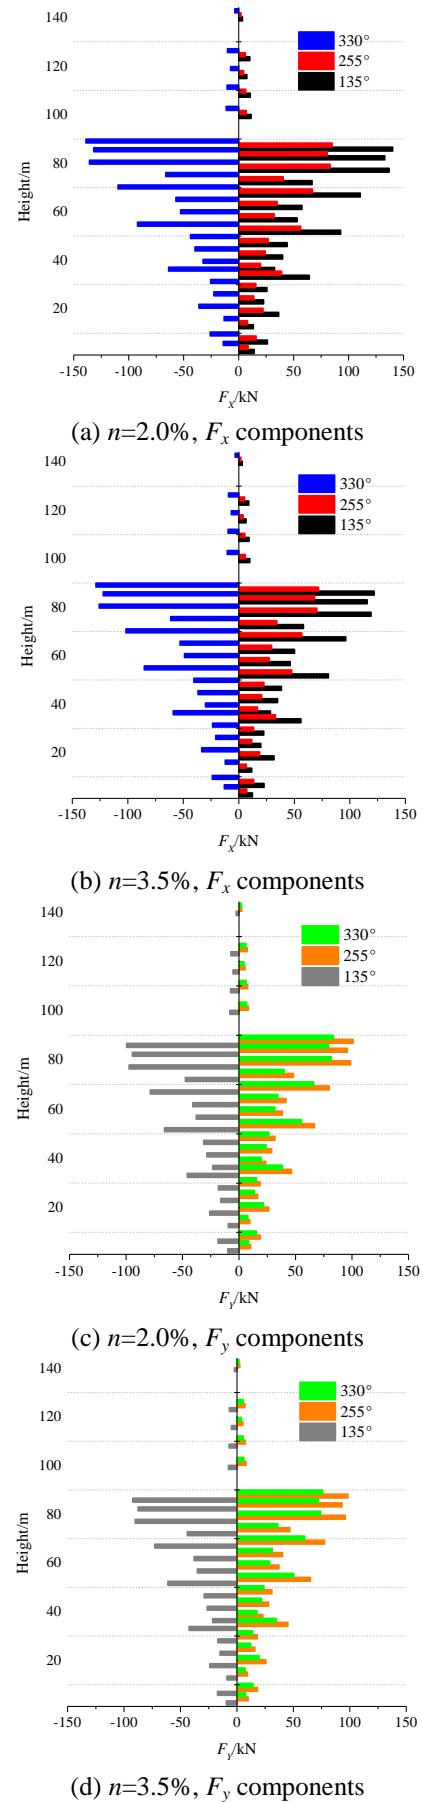 140
120
100
80
60
40
20
Height/m
330°
255°
135°
-150 -100 -50 0 50 100 150
F_X/kN
(a) n=2.0%, F_x components
140
120
100
80
60
40
20
Height/m
330°
255°
135°
-150 -100 -50 0 50 100 150
F_X/kN
(b) n=3.5%, F_x components
140
120
100
80
60
40
20
Height/m
330°
255°
135°
-150 -100 -50 0 50 100 150
F_Y/kN
(c) n=2.0%, F_y components
140
120
100
80
60
40
20
Height/m
330°
255°
135°
-150 -100 -50 0 50 100 150
F_Y/kN
(d) n=3.5%, F_y components